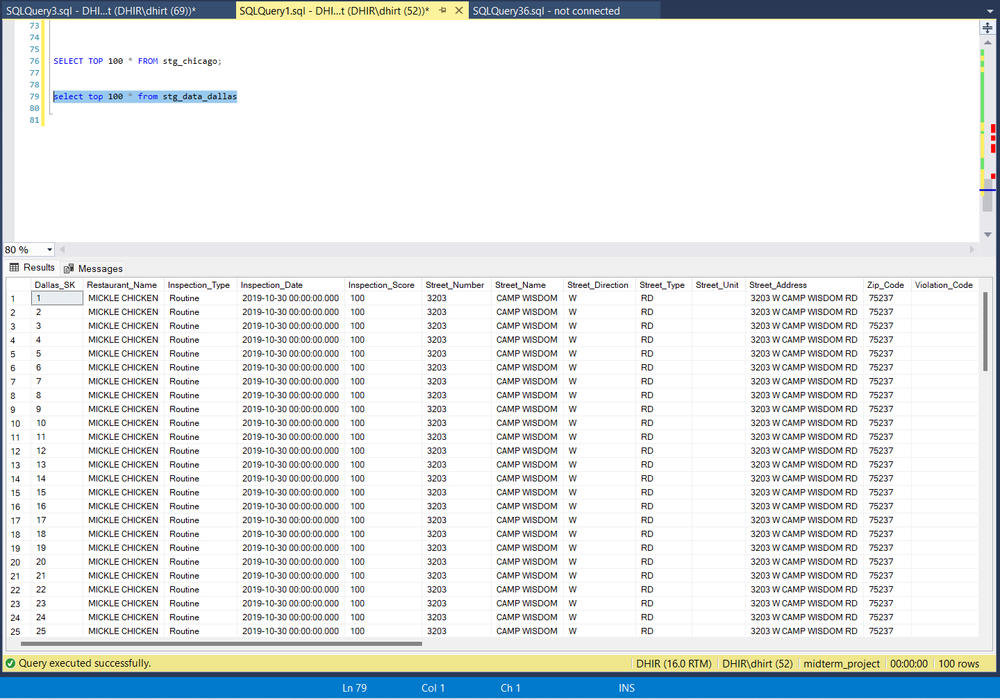 SQLQuery3.sql - DHI...t (DHIR\dhirt (69))* SQLQuery1.sql - DHI...t (DHIR\dhirt (52))* SQLQuery36.sql - not connected
73
74
75
76 SELECT TOP 100 * FROM stg_chicago;
77
78
79 select top 100 * from stg_data_dallas
80
81
80 %
Results Messages
Dallas_SK Restaurant_Name Inspection_Type Inspection_Date Inspection_Score Street_Number Street_Name Street_Direction Street_Type Street_Unit Street_Address Zip_Code Violation_Code
1 1 MICKLE CHICKEN Routine 2019-10-30 00:00:00.000 100 3203 CAMP WISDOM W RD 3203 W CAMP WISDOM RD 75237
2 2 MICKLE CHICKEN Routine 2019-10-30 00:00:00.000 100 3203 CAMP WISDOM W RD 3203 W CAMP WISDOM RD 75237
3 3 MICKLE CHICKEN Routine 2019-10-30 00:00:00.000 100 3203 CAMP WISDOM W RD 3203 W CAMP WISDOM RD 75237
4 4 MICKLE CHICKEN Routine 2019-10-30 00:00:00.000 100 3203 CAMP WISDOM W RD 3203 W CAMP WISDOM RD 75237
5 5 MICKLE CHICKEN Routine 2019-10-30 00:00:00.000 100 3203 CAMP WISDOM W RD 3203 W CAMP WISDOM RD 75237
6 6 MICKLE CHICKEN Routine 2019-10-30 00:00:00.000 100 3203 CAMP WISDOM W RD 3203 W CAMP WISDOM RD 75237
7 7 MICKLE CHICKEN Routine 2019-10-30 00:00:00.000 100 3203 CAMP WISDOM W RD 3203 W CAMP WISDOM RD 75237
8 8 MICKLE CHICKEN Routine 2019-10-30 00:00:00.000 100 3203 CAMP WISDOM W RD 3203 W CAMP WISDOM RD 75237
9 9 MICKLE CHICKEN Routine 2019-10-30 00:00:00.000 100 3203 CAMP WISDOM W RD 3203 W CAMP WISDOM RD 75237
10 10 MICKLE CHICKEN Routine 2019-10-30 00:00:00.000 100 3203 CAMP WISDOM W RD 3203 W CAMP WISDOM RD 75237
11 11 MICKLE CHICKEN Routine 2019-10-30 00:00:00.000 100 3203 CAMP WISDOM W RD 3203 W CAMP WISDOM RD 75237
12 12 MICKLE CHICKEN Routine 2019-10-30 00:00:00.000 100 3203 CAMP WISDOM W RD 3203 W CAMP WISDOM RD 75237
13 13 MICKLE CHICKEN Routine 2019-10-30 00:00:00.000 100 3203 CAMP WISDOM W RD 3203 W CAMP WISDOM RD 75237
14 14 MICKLE CHICKEN Routine 2019-10-30 00:00:00.000 100 3203 CAMP WISDOM W RD 3203 W CAMP WISDOM RD 75237
15 15 MICKLE CHICKEN Routine 2019-10-30 00:00:00.000 100 3203 CAMP WISDOM W RD 3203 W CAMP WISDOM RD 75237
16 16 MICKLE CHICKEN Routine 2019-10-30 00:00:00.000 100 3203 CAMP WISDOM W RD 3203 W CAMP WISDOM RD 75237
17 17 MICKLE CHICKEN Routine 2019-10-30 00:00:00.000 100 3203 CAMP WISDOM W RD 3203 W CAMP WISDOM RD 75237
18 18 MICKLE CHICKEN Routine 2019-10-30 00:00:00.000 100 3203 CAMP WISDOM W RD 3203 W CAMP WISDOM RD 75237
19 19 MICKLE CHICKEN Routine 2019-10-30 00:00:00.000 100 3203 CAMP WISDOM W RD 3203 W CAMP WISDOM RD 75237
20 20 MICKLE CHICKEN Routine 2019-10-30 00:00:00.000 100 3203 CAMP WISDOM W RD 3203 W CAMP WISDOM RD 75237
21 21 MICKLE CHICKEN Routine 2019-10-30 00:00:00.000 100 3203 CAMP WISDOM W RD 3203 W CAMP WISDOM RD 75237
22 22 MICKLE CHICKEN Routine 2019-10-30 00:00:00.000 100 3203 CAMP WISDOM W RD 3203 W CAMP WISDOM RD 75237
23 23 MICKLE CHICKEN Routine 2019-10-30 00:00:00.000 100 3203 CAMP WISDOM W RD 3203 W CAMP WISDOM RD 75237
24 24 MICKLE CHICKEN Routine 2019-10-30 00:00:00.000 100 3203 CAMP WISDOM W RD 3203 W CAMP WISDOM RD 75237
25 25 MICKLE CHICKEN Routine 2019-10-30 00:00:00.000 100 3203 CAMP WISDOM W RD 3203 W CAMP WISDOM RD 75237
Query executed successfully. DHIR (16.0 RTM) DHIR\dhirt (52) midterm_project 00:00:00 100 rows
Ln 79 Col 1 Ch 1 INS